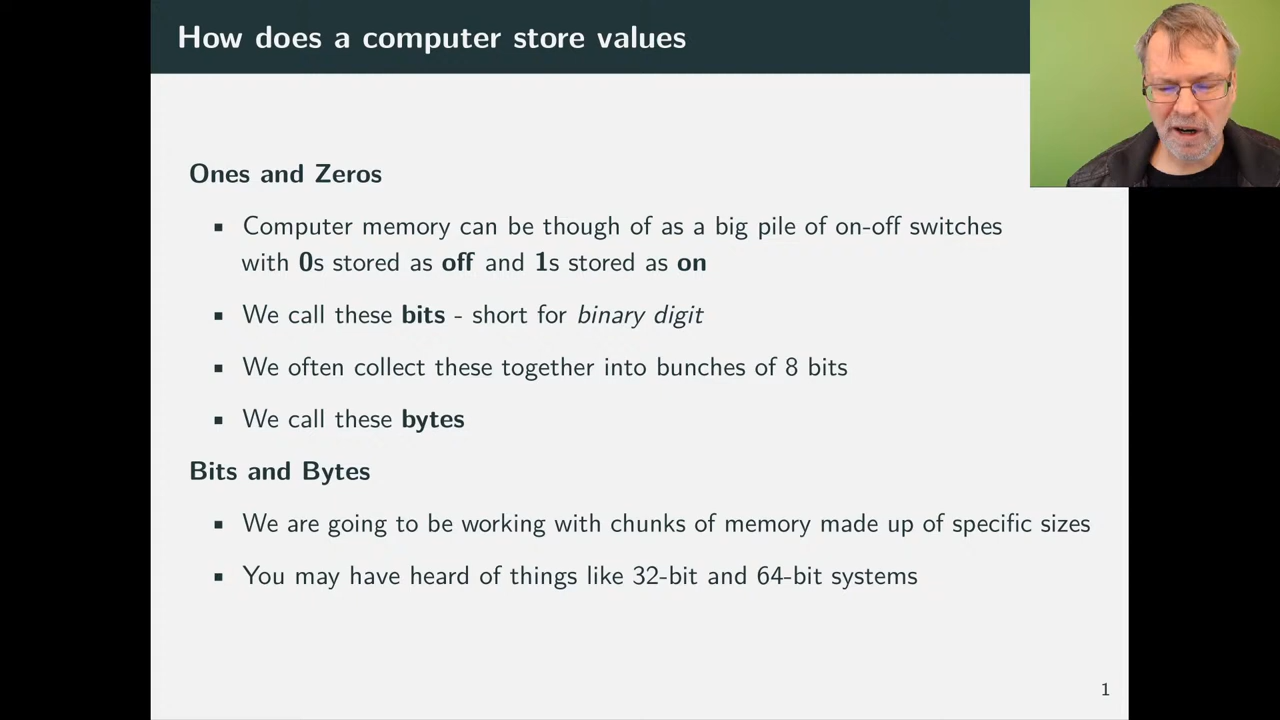 How does a computer store values
Ones and Zeros
▪ Computer memory can be though of as a big pile of on-off switches
with 0s stored as off and 1s stored as on
▪ We call these bits - short for binary digit
▪ We often collect these together into bunches of 8 bits
▪ We call these bytes
Bits and Bytes
▪ We are going to be working with chunks of memory made up of specific sizes
▪ You may have heard of things like 32-bit and 64-bit systems
1